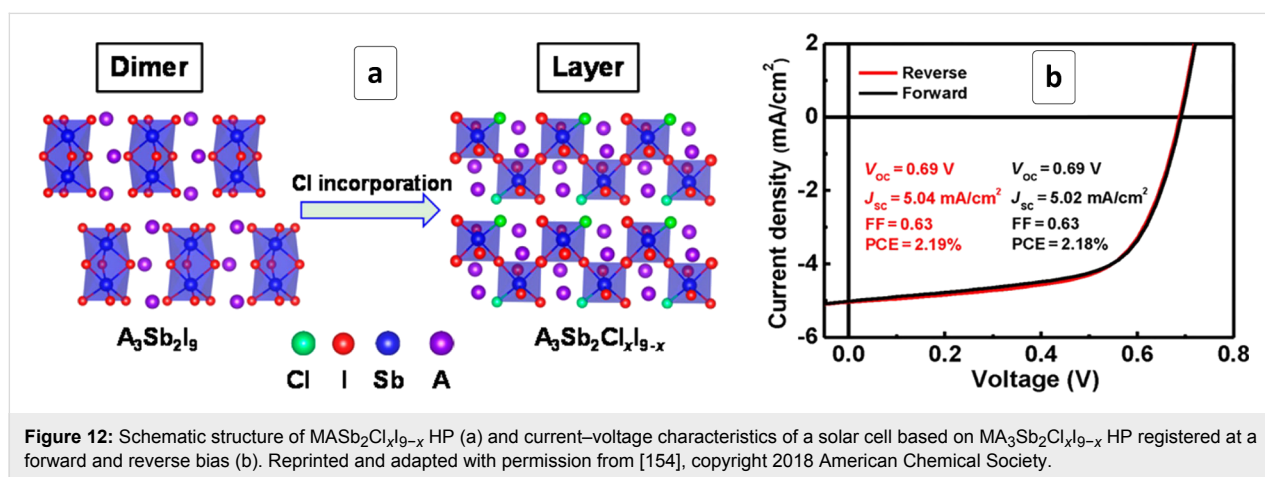 Dimer
a
Layer
Cl incorporation
A₃Sb₂I₉
A₃Sb₂ClₓI₉₋ₓ
Cl I Sb A
b
Current density (mA/cm²)
2
0
-2
-4
-6
Reverse
Forward
V_OC = 0.69 V
J_SC = 5.04 mA/cm²
FF = 0.63
PCE = 2.19%
V_OC = 0.69 V
J_SC = 5.02 mA/cm²
FF = 0.63
PCE = 2.18%
0.0 0.2 0.4 0.6 0.8
Voltage (V)
Figure 12: Schematic structure of MASb₂ClₓI₉₋ₓ HP (a) and current–voltage characteristics of a solar cell based on MA₃Sb₂ClₓI₉₋ₓ HP registered at a
forward and reverse bias (b). Reprinted and adapted with permission from [154], copyright 2018 American Chemical Society.